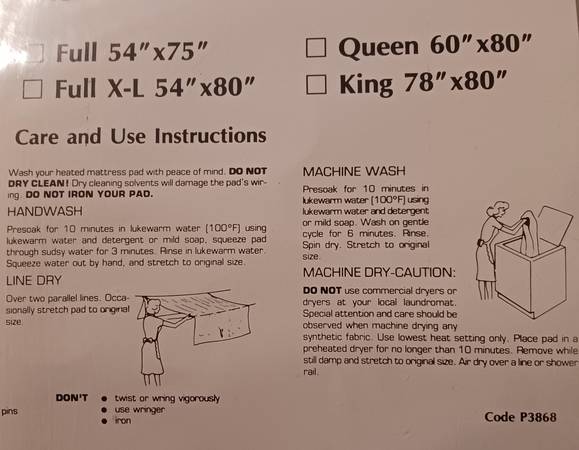 Full 54"x75"
Full X-L 54"x80"
Queen 60"x80"
King 78"x80"
Care and Use Instructions
Wash your heated mattress pad with peace of mind. DO NOT
DRY CLEAN! Dry cleaning solvents will damage the pad's wir-
ing. DO NOT IRON YOUR PAD.
HANDWASH
Presoak for 10 minutes in lukewarm water (100°F) using
lukewarm water and detergent or mild soap, squeeze pad
through sudsy water for 3 minutes. Rinse in lukewarm water.
Squeeze water out by hand, and stretch to original size.
LINE DRY
Over two parallel lines. Occa-
sionally stretch pad to original
size.
MACHINE WASH
Presoak for 10 minutes in
lukewarm water (100°F) using
lukewarm water and detergent
or mild soap. Wash on gentle
cycle for 6 minutes. Rinse.
Spin dry. Stretch to original
size.
MACHINE DRY-CAUTION:
DO NOT use commercial dryers or
dryers at your local laundromat.
Special attention and care should be
observed when machine drying any
synthetic fabric. Use lowest heat setting only. Place pad in a
preheated dryer for no longer than 10 minutes. Remove while
still damp and stretch to original size. Air dry over a line or shower
rail.
DON'T • twist or wring vigorously
pins • use wringer
• iron
Code P3868